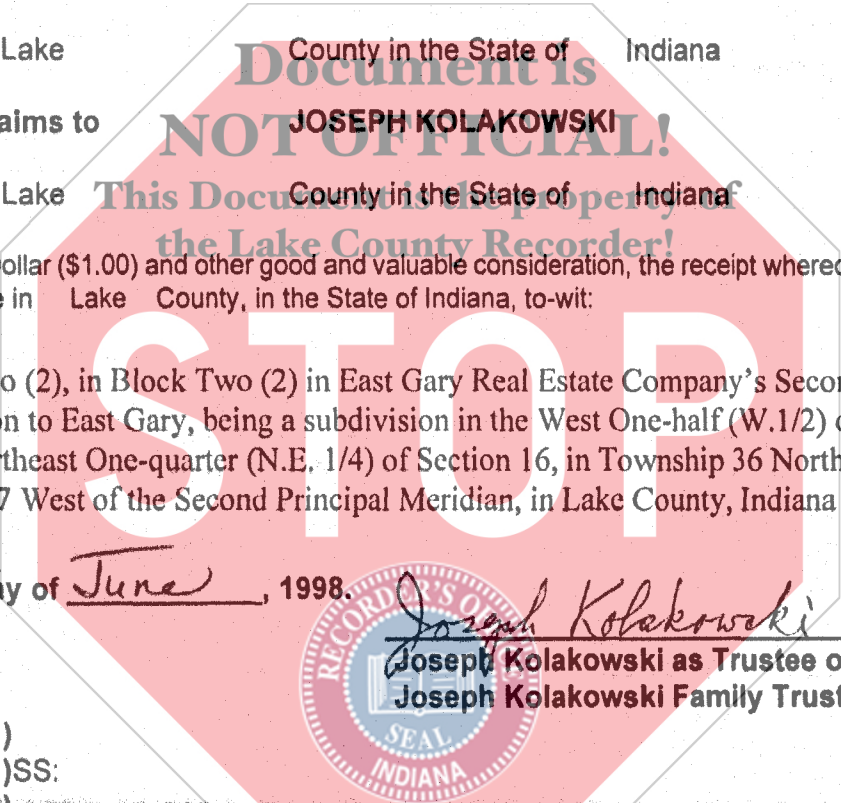 Lake County in the State of Indiana
Document is
aims to JOSEPH KOLAKOWSKI
NOT OFFICIAL!
Lake County in the State of Indiana
This Document is the property of
the Lake County Recorder!
ollar ($1.00) and other good and valuable consideration, the receipt whereo
e in Lake County, in the State of Indiana, to-wit:
STOP
o (2), in Block Two (2) in East Gary Real Estate Company's Secon
on to East Gary, being a subdivision in the West One-half (W.1/2) o
rtheast One-quarter (N.E. 1/4) of Section 16, in Township 36 North
7 West of the Second Principal Meridian, in Lake County, Indiana
ay of June, 1998.
Joseph Kolakowski
Joseph Kolakowski as Trustee o
Joseph Kolakowski Family Trust
RECORDER'S OFFICE
SEAL
INDIANA
)
)SS:
)